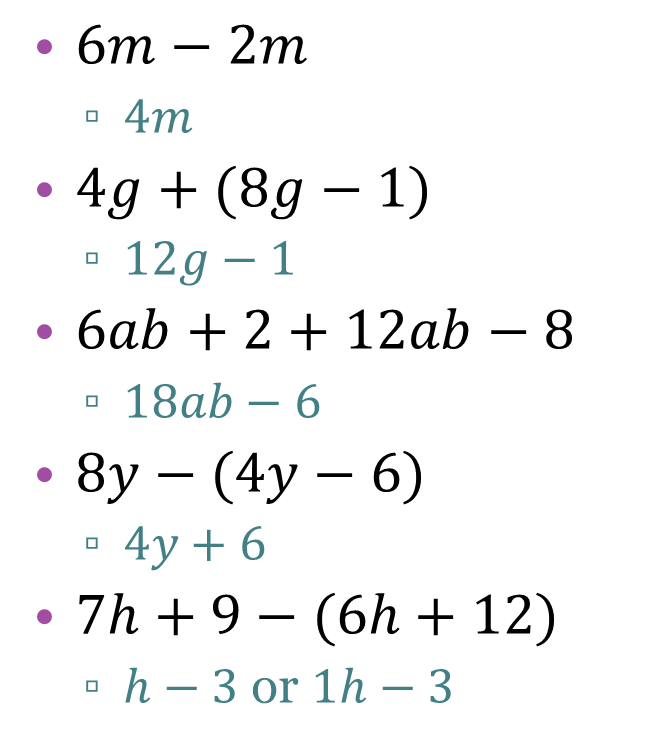 • 6m − 2m
▫ 4m
• 4g + (8g − 1)
▫ 12g − 1
• 6ab + 2 + 12ab − 8
▫ 18ab − 6
• 8y − (4y − 6)
▫ 4y + 6
• 7h + 9 − (6h + 12)
▫ h − 3 or 1h − 3